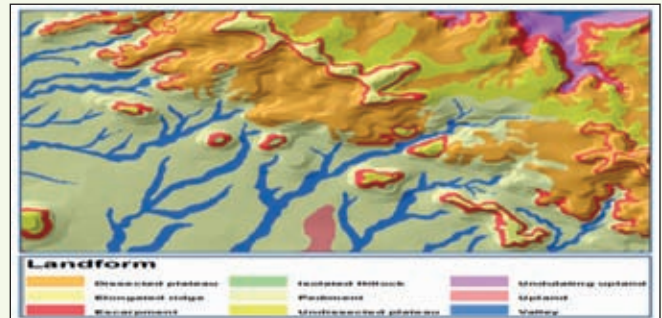 Landform
Dissected plateau Isolated hillock Undulating upland
Elongated ridge Pediment Upland
Escarpment Undissected plateau Valley